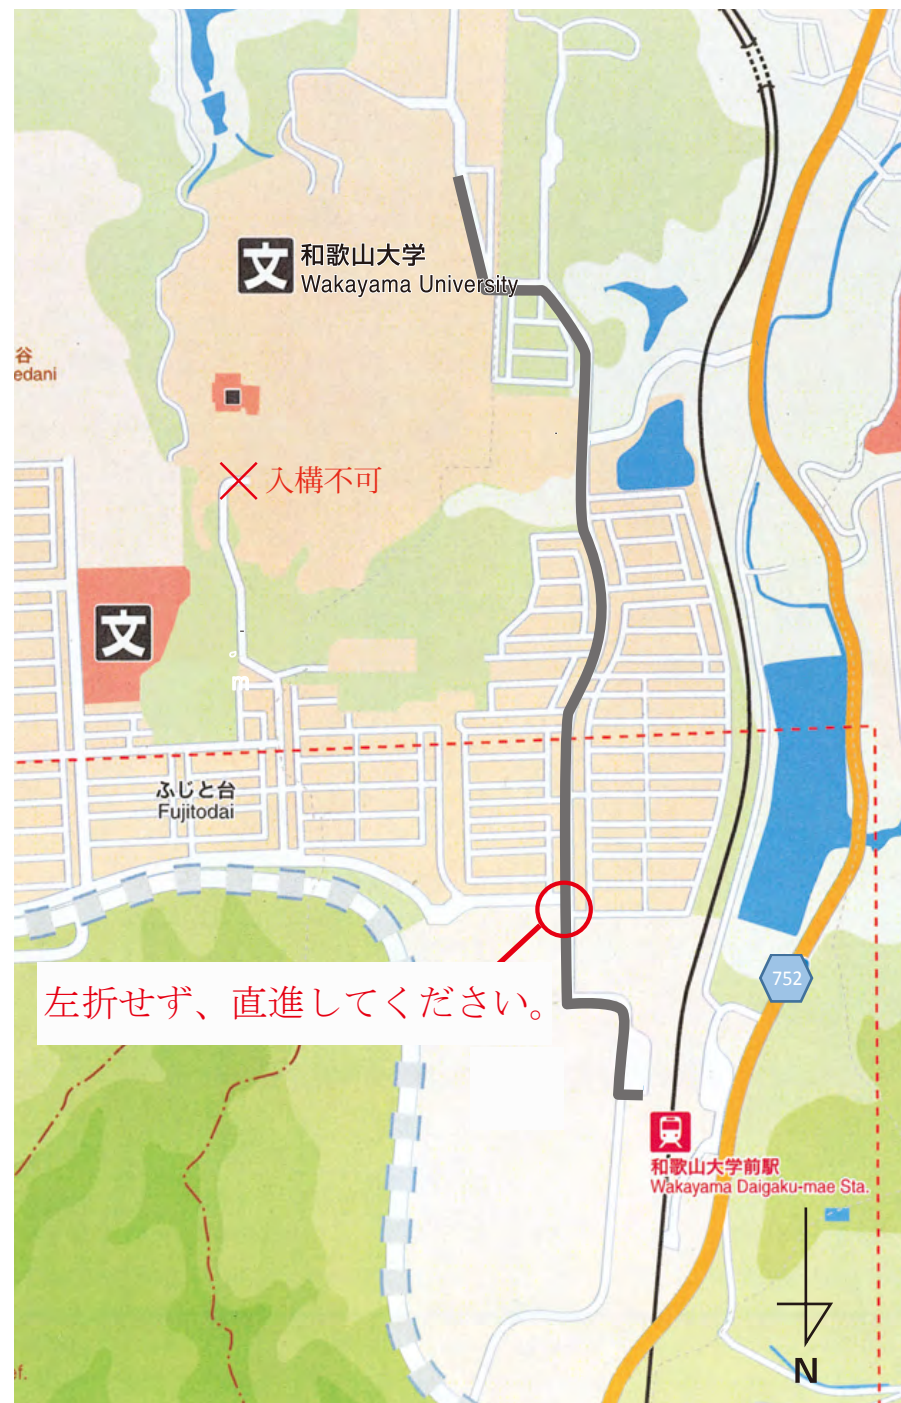 文
和歌山大学
Wakayama University
谷
edani
入構不可
文
m
ふじと台
Fujitodai
左折せず、直進してください。
752
和歌山大学前駅
Wakayama Daigaku-mae Sta.
N
ef.